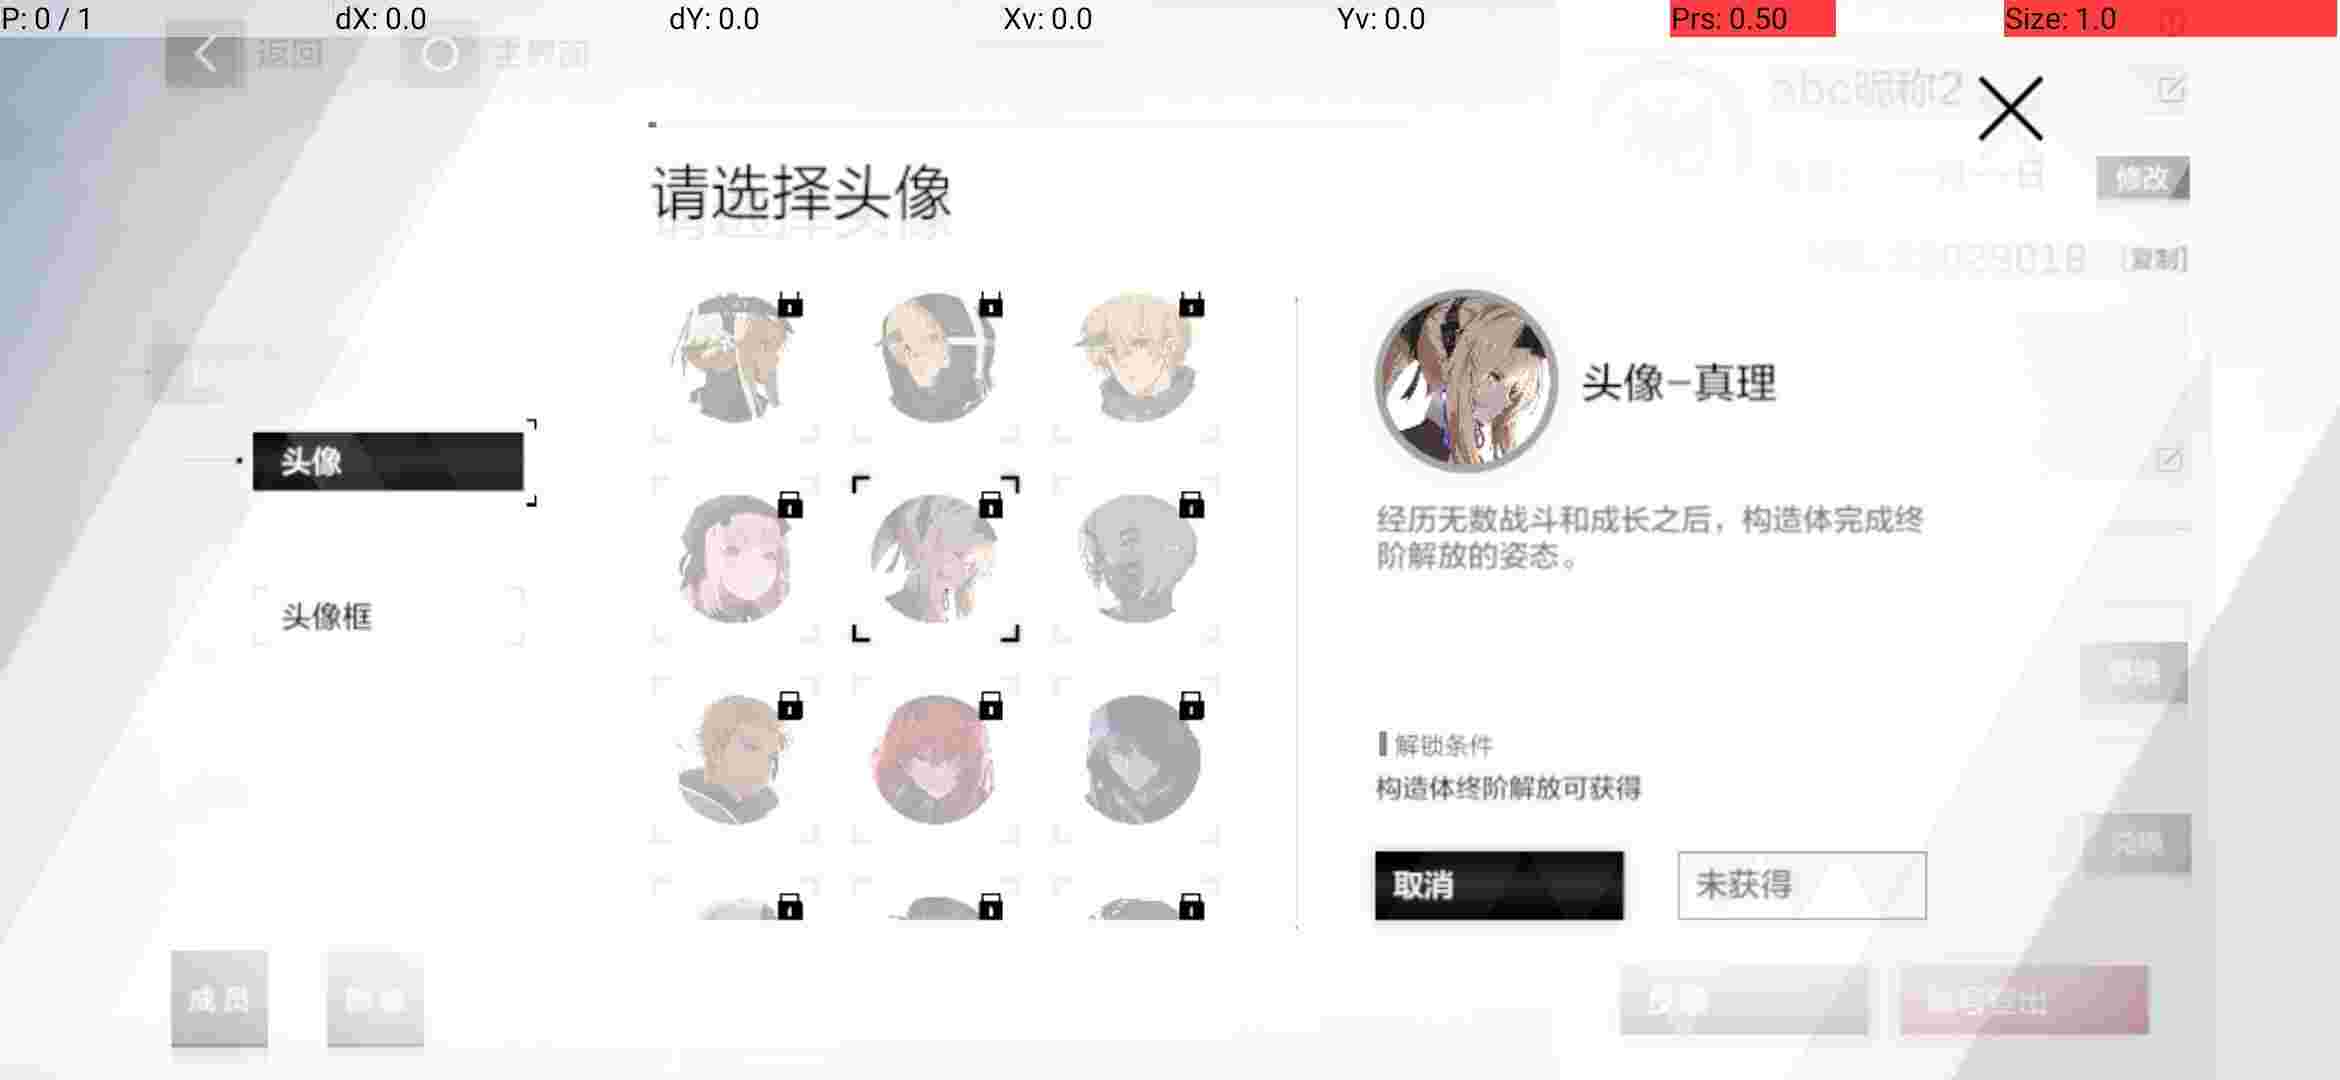 P: 0 / 1
dX: 0.0
dY: 0.0
Xv: 0.0
Yv: 0.0
Prs: 0.50
Size: 1.0
返回
主界面
abc昵称2
修改
请选择头像
029018
[复制]
头像-真理
头像
经历无数战斗和成长之后，构造体完成终
阶解放的姿态。
头像框
解锁条件
构造体终阶解放可获得
取消
未获得
兑换
成员